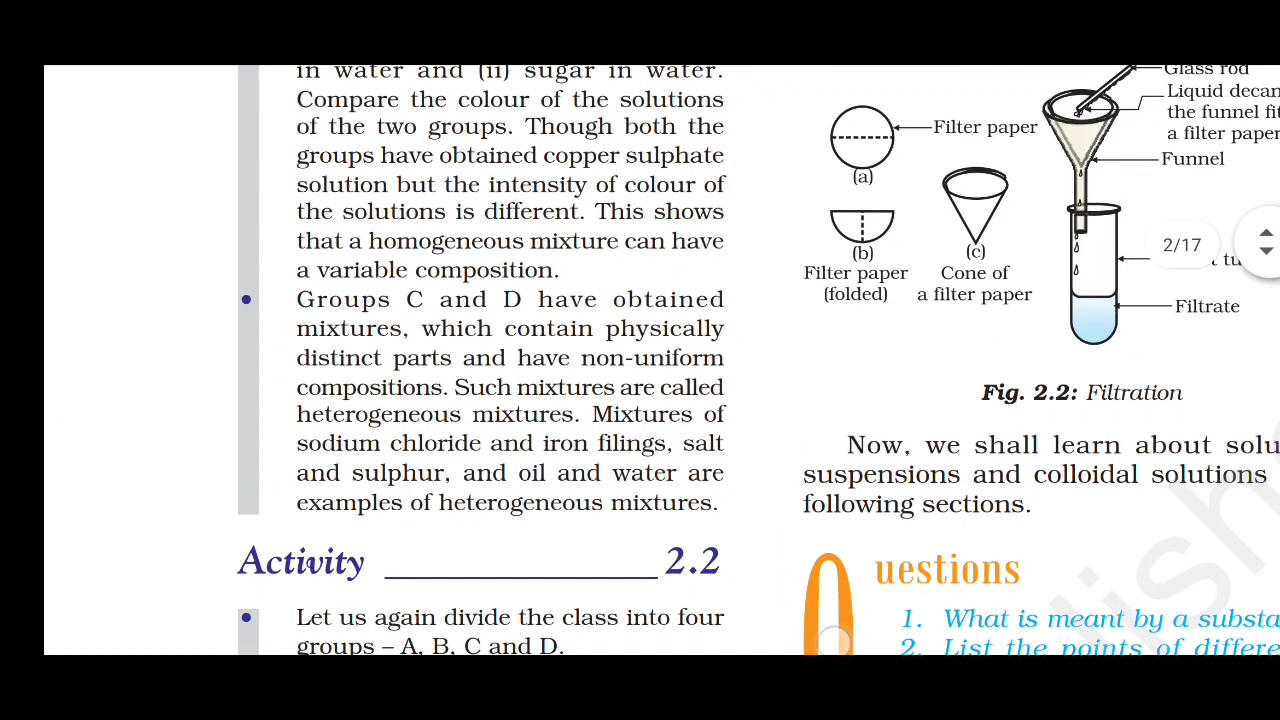 in water and (ii) sugar in water.
Compare the colour of the solutions
of the two groups. Though both the
groups have obtained copper sulphate
solution but the intensity of colour of
the solutions is different. This shows
that a homogeneous mixture can have
a variable composition.
• Groups C and D have obtained
mixtures, which contain physically
distinct parts and have non-uniform
compositions. Such mixtures are called
heterogeneous mixtures. Mixtures of
sodium chloride and iron filings, salt
and sulphur, and oil and water are
examples of heterogeneous mixtures.
Activity 2.2
• Let us again divide the class into four
groups – A, B, C and D.
Glass rod
Liquid decan
the funnel fit
a filter paper
Filter paper
Funnel
(a)
(b)
Filter paper
(folded)
(c)
Cone of
a filter paper
2/17
Filtrate
Fig. 2.2: Filtration
Now, we shall learn about solu
suspensions and colloidal solutions
following sections.
Questions
1. What is meant by a substa
2. List the points of differe